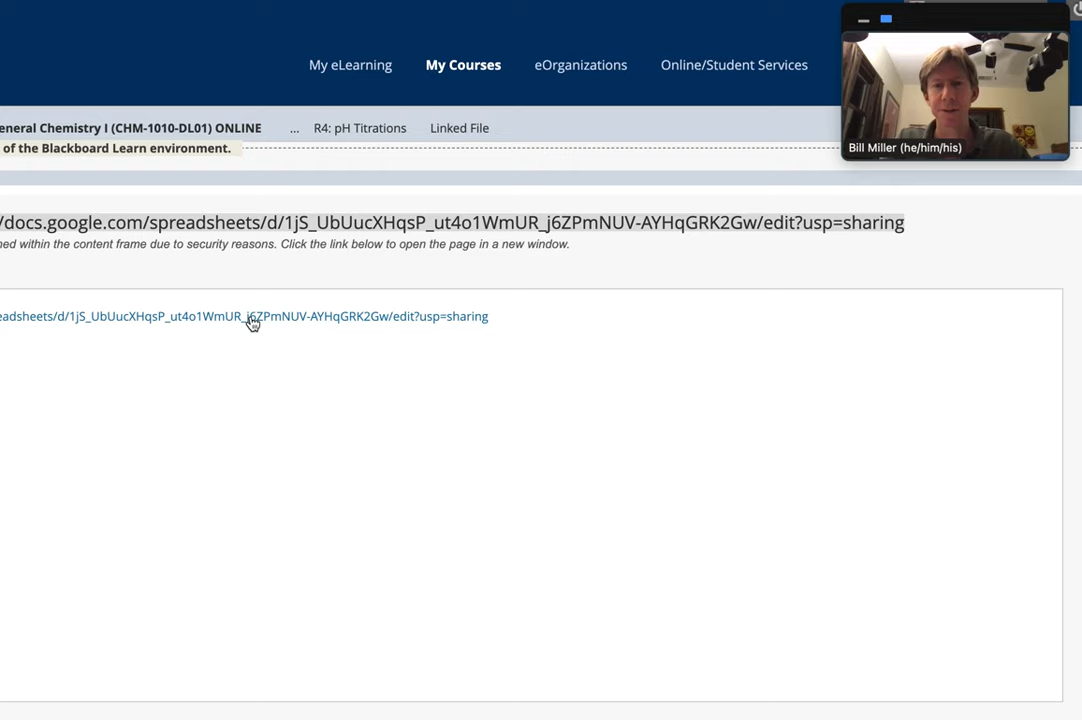 My eLearning
My Courses
eOrganizations
Online/Student Services
eneral Chemistry I (CHM-1010-DL01) ONLINE
...
R4: pH Titrations
Linked File
of the Blackboard Learn environment.
Bill Miller (he/him/his)
/docs.google.com/spreadsheets/d/1jS_UbUucXHqsP_ut4o1WmUR_j6ZPmNUV-AYHqGRK2Gw/edit?usp=sharing
ned within the content frame due to security reasons. Click the link below to open the page in a new window.
eadsheets/d/1jS_UbUucXHqsP_ut4o1WmUR_j6ZPmNUV-AYHqGRK2Gw/edit?usp=sharing